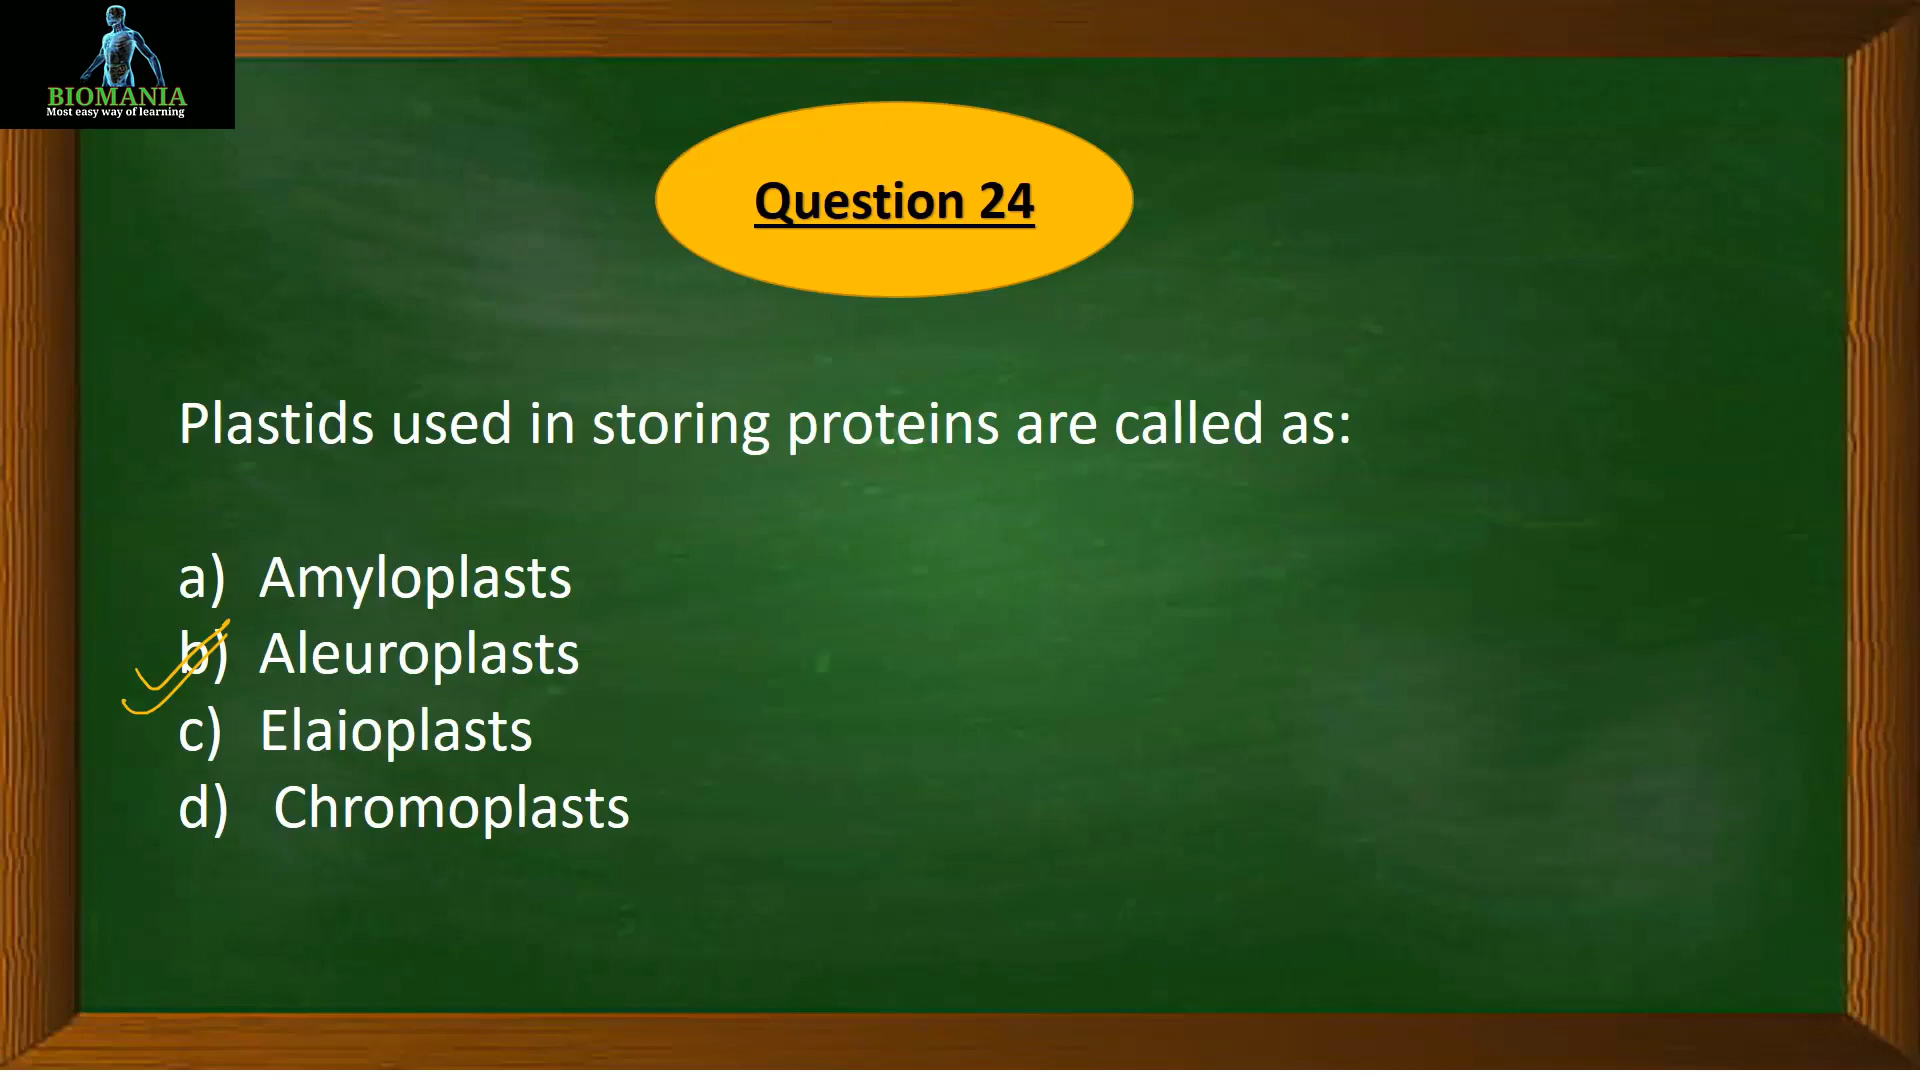 BIOMANIA
Most easy way of learning
Question 24
Plastids used in storing proteins are called as:
a) Amyloplasts
b) Aleuroplasts
c) Elaioplasts
d) Chromoplasts